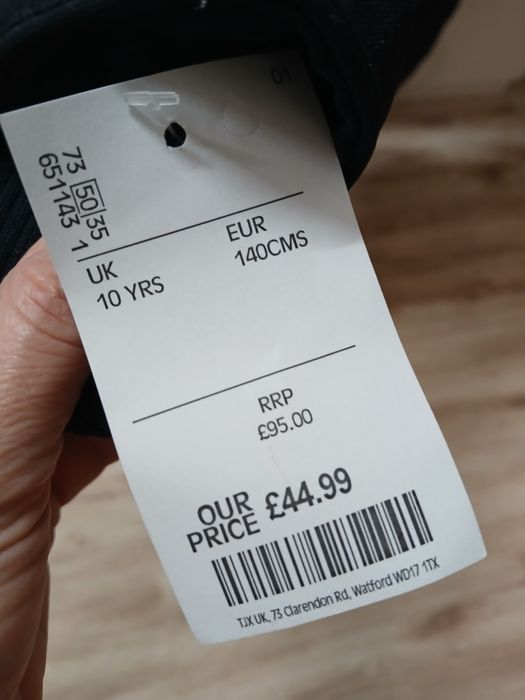 01
73 50 35
651143 1
UK
10 YRS
EUR
140CMS
RRP
£95.00
OUR PRICE £44.99
TJX UK, 73 Clarendon Rd, Watford WD17 1TX